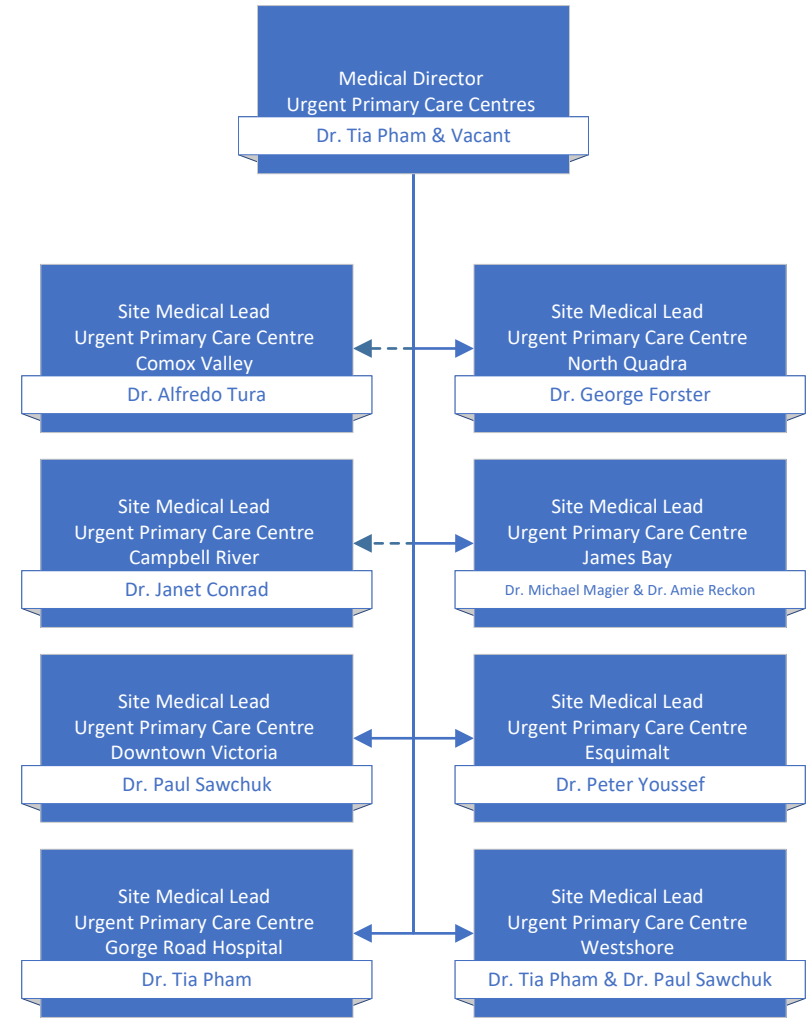 Medical Director
Urgent Primary Care Centres
Dr. Tia Pham & Vacant
Site Medical Lead
Urgent Primary Care Centre
Comox Valley
Dr. Alfredo Tura
Site Medical Lead
Urgent Primary Care Centre
North Quadra
Dr. George Forster
Site Medical Lead
Urgent Primary Care Centre
Campbell River
Dr. Janet Conrad
Site Medical Lead
Urgent Primary Care Centre
James Bay
Dr. Michael Magier & Dr. Amie Reckon
Site Medical Lead
Urgent Primary Care Centre
Downtown Victoria
Dr. Paul Sawchuk
Site Medical Lead
Urgent Primary Care Centre
Esquimalt
Dr. Peter Youssef
Site Medical Lead
Urgent Primary Care Centre
Gorge Road Hospital
Dr. Tia Pham
Site Medical Lead
Urgent Primary Care Centre
Westshore
Dr. Tia Pham & Dr. Paul Sawchuk